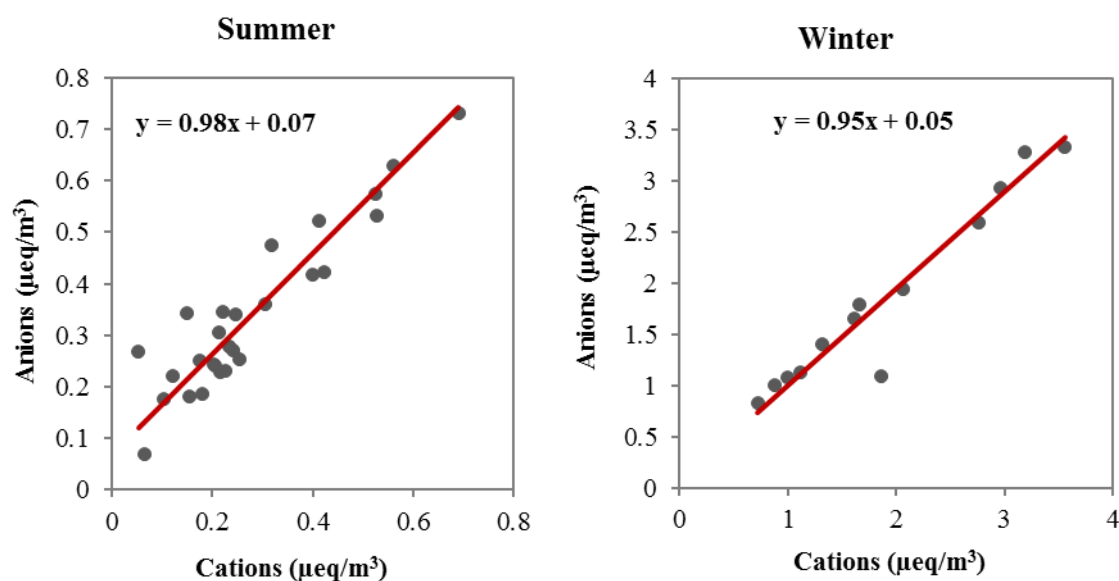 Summer
y = 0.98x + 0.07
Anions (µeq/m³)
0.8
0.7
0.6
0.5
0.4
0.3
0.2
0.1
0
0 0.2 0.4 0.6 0.8
Cations (µeq/m³)
Winter
y = 0.95x + 0.05
Anions (µeq/m³)
4
3.5
3
2.5
2
1.5
1
0.5
0
0 1 2 3 4
Cations (µeq/m³)